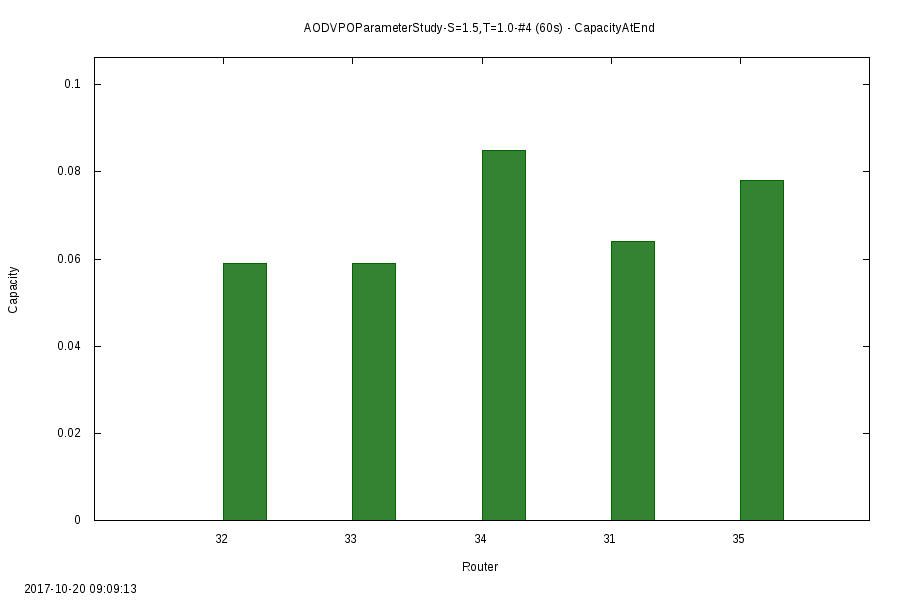 AODVPOParameterStudy-S=1.5,T=1.0-#4 (60s) - CapacityAtEnd
0.1
0.08
0.06
0.04
0.02
0
Capacity
32 33 34 31 35
Router
2017-10-20 09:09:13